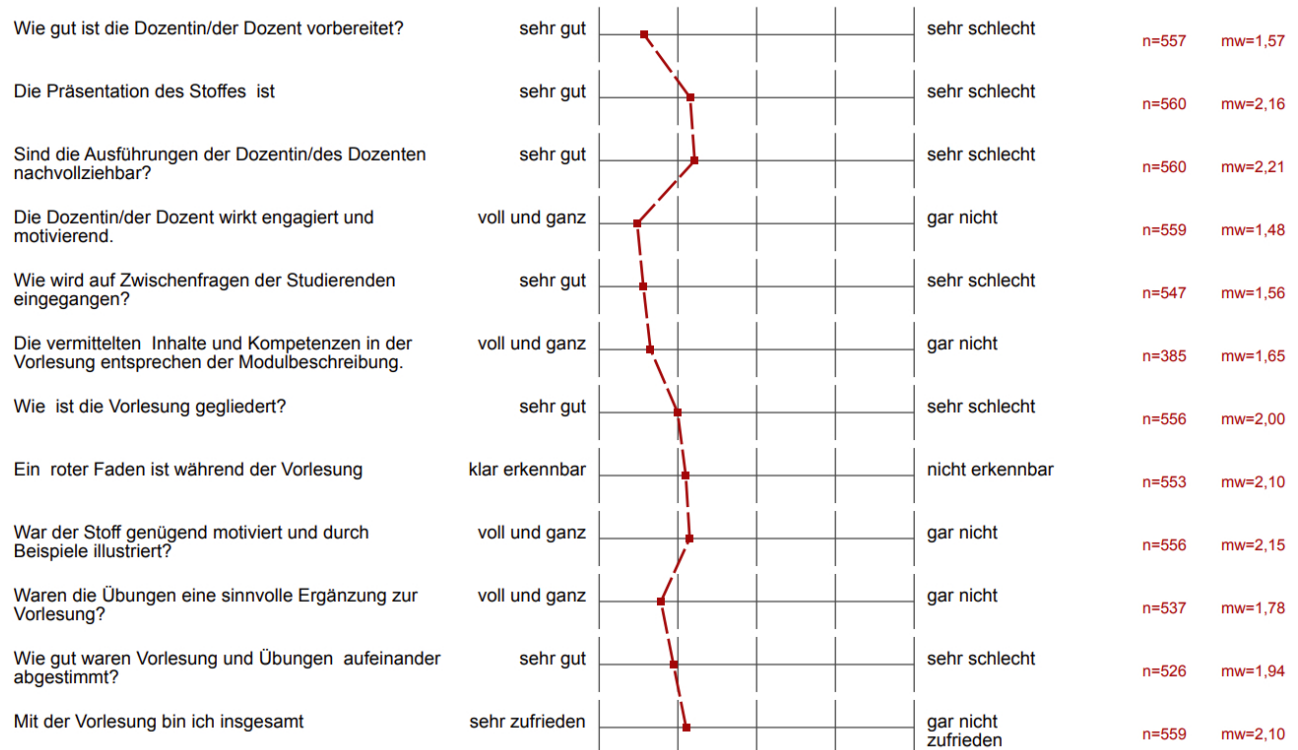 Wie gut ist die Dozentin/der Dozent vorbereitet? sehr gut sehr schlecht n=557 mw=1,57
Die Präsentation des Stoffes  ist sehr gut sehr schlecht n=560 mw=2,16
Sind die Ausführungen der Dozentin/des Dozenten sehr gut sehr schlecht n=560 mw=2,21
nachvollziehbar?
Die Dozentin/der Dozent wirkt engagiert und voll und ganz gar nicht n=559 mw=1,48
motivierend.
Wie wird auf Zwischenfragen der Studierenden sehr gut sehr schlecht n=547 mw=1,56
eingegangen?
Die vermittelten  Inhalte und Kompetenzen in der voll und ganz gar nicht n=385 mw=1,65
Vorlesung entsprechen der Modulbeschreibung.
Wie  ist die Vorlesung gegliedert? sehr gut sehr schlecht n=556 mw=2,00
Ein  roter Faden ist während der Vorlesung klar erkennbar nicht erkennbar n=553 mw=2,10
War der Stoff genügend motiviert und durch voll und ganz gar nicht n=556 mw=2,15
Beispiele illustriert?
Waren die Übungen eine sinnvolle Ergänzung zur voll und ganz gar nicht n=537 mw=1,78
Vorlesung?
Wie gut waren Vorlesung und Übungen  aufeinander sehr gut sehr schlecht n=526 mw=1,94
abgestimmt?
Mit der Vorlesung bin ich insgesamt sehr zufrieden gar nicht n=559 mw=2,10
zufrieden